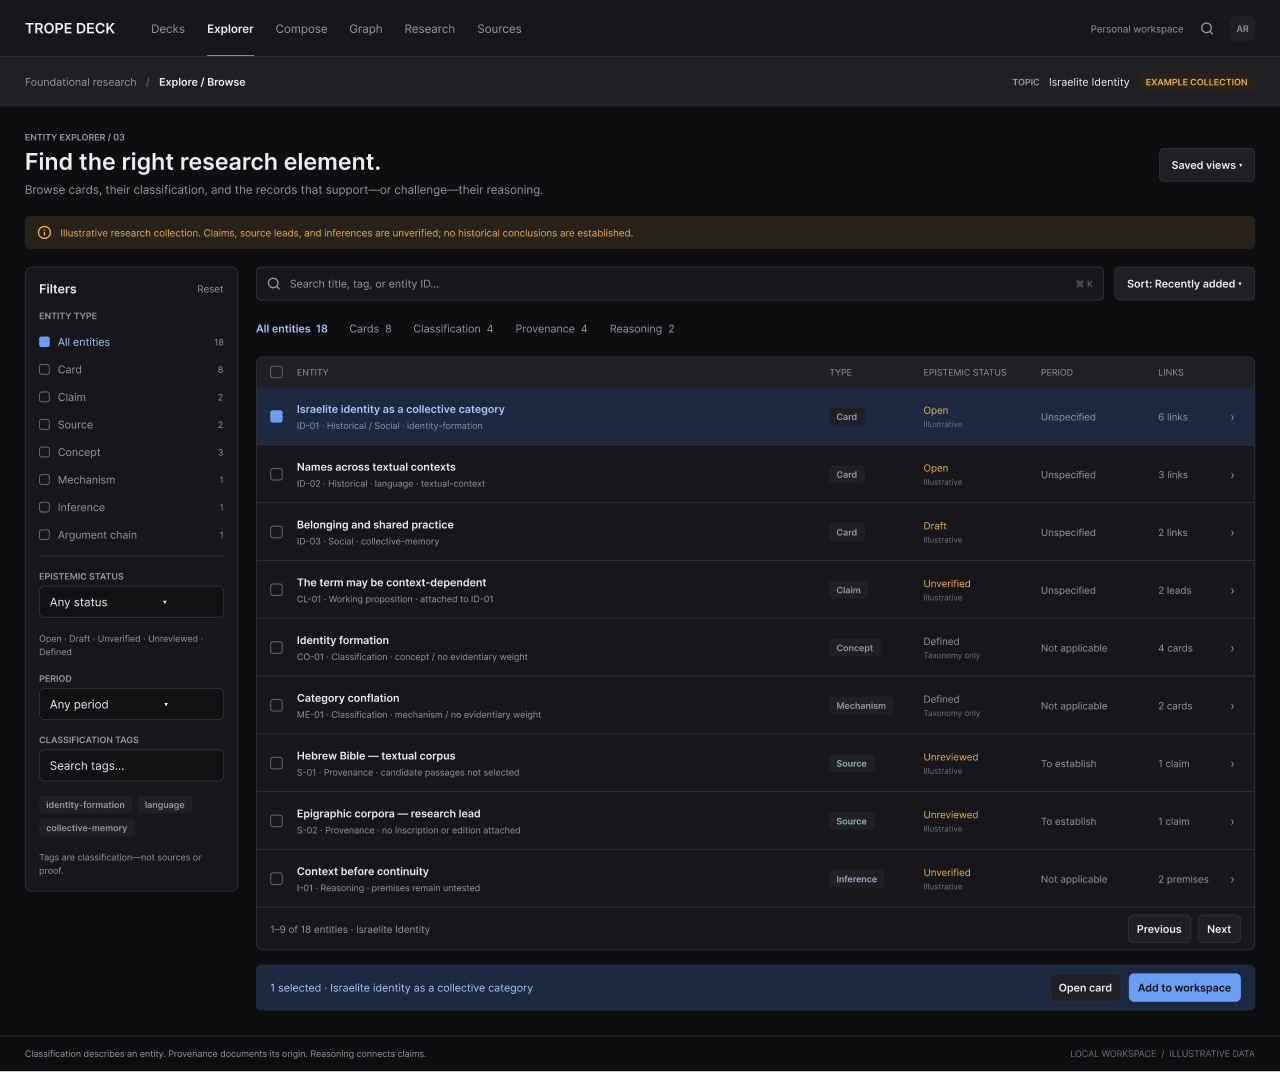 TROPE DECK Decks Explorer Compose Graph Research Sources Personal workspace AR
Foundational research / Explore / Browse TOPIC Israelite Identity EXAMPLE COLLECTION
ENTITY EXPLORER / 03
Find the right research element.
Browse cards, their classification, and the records that support—or challenge—their reasoning.
Saved views
Illustrative research collection. Claims, source leads, and inferences are unverified; no historical conclusions are established.
Filters Reset
ENTITY TYPE
All entities 18
Card 8
Claim 2
Source 2
Concept 3
Mechanism 1
Inference 1
Argument chain 1
EPISTEMIC STATUS
Any status
Open · Draft · Unverified · Unreviewed ·
Defined
PERIOD
Any period
CLASSIFICATION TAGS
Search tags...
identity-formation language
collective-memory
Tags are classification—not sources or
proof.
Search title, tag, or entity ID... ⌘ K
Sort: Recently added
All entities 18 Cards 8 Classification 4 Provenance 4 Reasoning 2
ENTITY TYPE EPISTEMIC STATUS PERIOD LINKS
Israelite identity as a collective category
ID-01 · Historical / Social · identity-formation
Card
Open
Illustrative
Unspecified
6 links ›
Names across textual contexts
ID-02 · Historical · language · textual-context
Card
Open
Illustrative
Unspecified
3 links ›
Belonging and shared practice
ID-03 · Social · collective-memory
Card
Draft
Illustrative
Unspecified
2 links ›
The term may be context-dependent
CL-01 · Working proposition · attached to ID-01
Claim
Unverified
Illustrative
Unspecified
2 leads ›
Identity formation
CO-01 · Classification · concept / no evidentiary weight
Concept
Defined
Taxonomy only
Not applicable
4 cards ›
Category conflation
ME-01 · Classification · mechanism / no evidentiary weight
Mechanism
Defined
Taxonomy only
Not applicable
2 cards ›
Hebrew Bible — textual corpus
S-01 · Provenance · candidate passages not selected
Source
Unreviewed
Illustrative
To establish
1 claim ›
Epigraphic corpora — research lead
S-02 · Provenance · no inscription or edition attached
Source
Unreviewed
Illustrative
To establish
1 claim ›
Context before continuity
I-01 · Reasoning · premises remain untested
Inference
Unverified
Illustrative
Not applicable
2 premises ›
1–9 of 18 entities · Israelite Identity Previous Next
1 selected · Israelite identity as a collective category Open card Add to workspace
Classification describes an entity. Provenance documents its origin. Reasoning connects claims. LOCAL WORKSPACE / ILLUSTRATIVE DATA